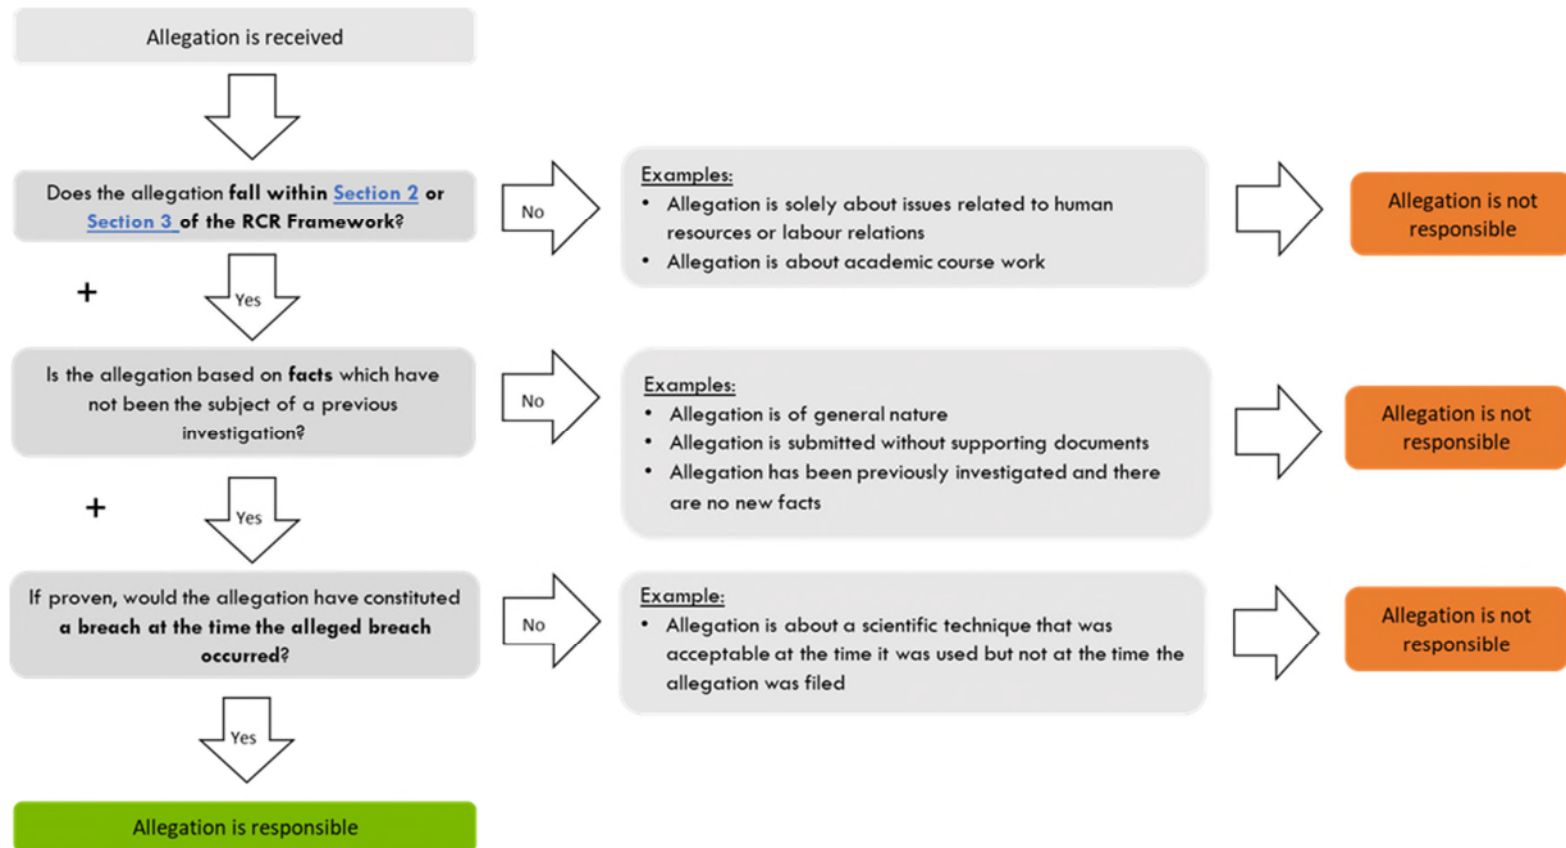 Allegation is received
Does the allegation fall within Section 2 or
Section 3 of the RCR Framework?
No
Examples:
• Allegation is solely about issues related to human
resources or labour relations
• Allegation is about academic course work
Allegation is not
responsible
+
Yes
Is the allegation based on facts which have
not been the subject of a previous
investigation?
No
Examples:
• Allegation is of general nature
• Allegation is submitted without supporting documents
• Allegation has been previously investigated and there
are no new facts
Allegation is not
responsible
+
Yes
If proven, would the allegation have constituted
a breach at the time the alleged breach
occurred?
No
Example:
• Allegation is about a scientific technique that was
acceptable at the time it was used but not at the time the
allegation was filed
Allegation is not
responsible
Yes
Allegation is responsible